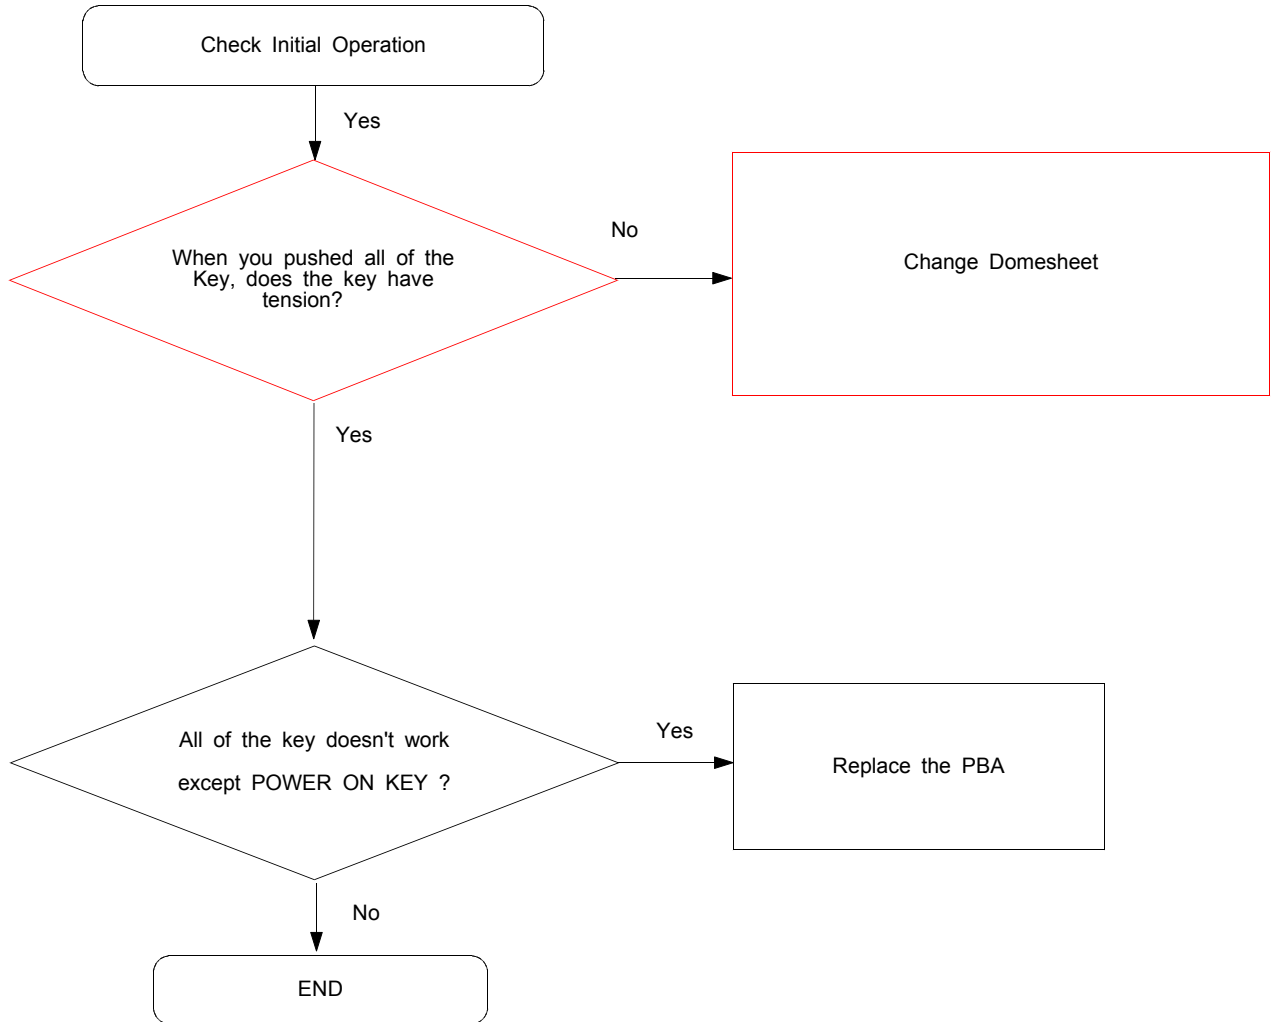 Check Initial Operation
Yes
No
When you pushed all of the
Key, does the key have
tension?
Change Domesheet
Yes
Yes
All of the key doesn't work
except POWER ON KEY ?
Replace the PBA
No
END